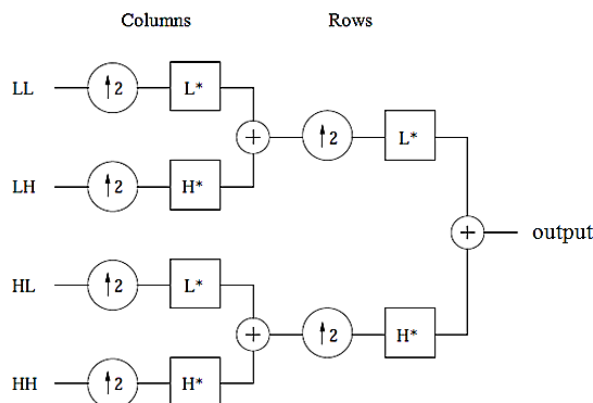 Columns Rows
LL ↑2 L*
+ ↑2 L*
LH ↑2 H*
+ output
HL ↑2 L*
+ ↑2 H*
HH ↑2 H*